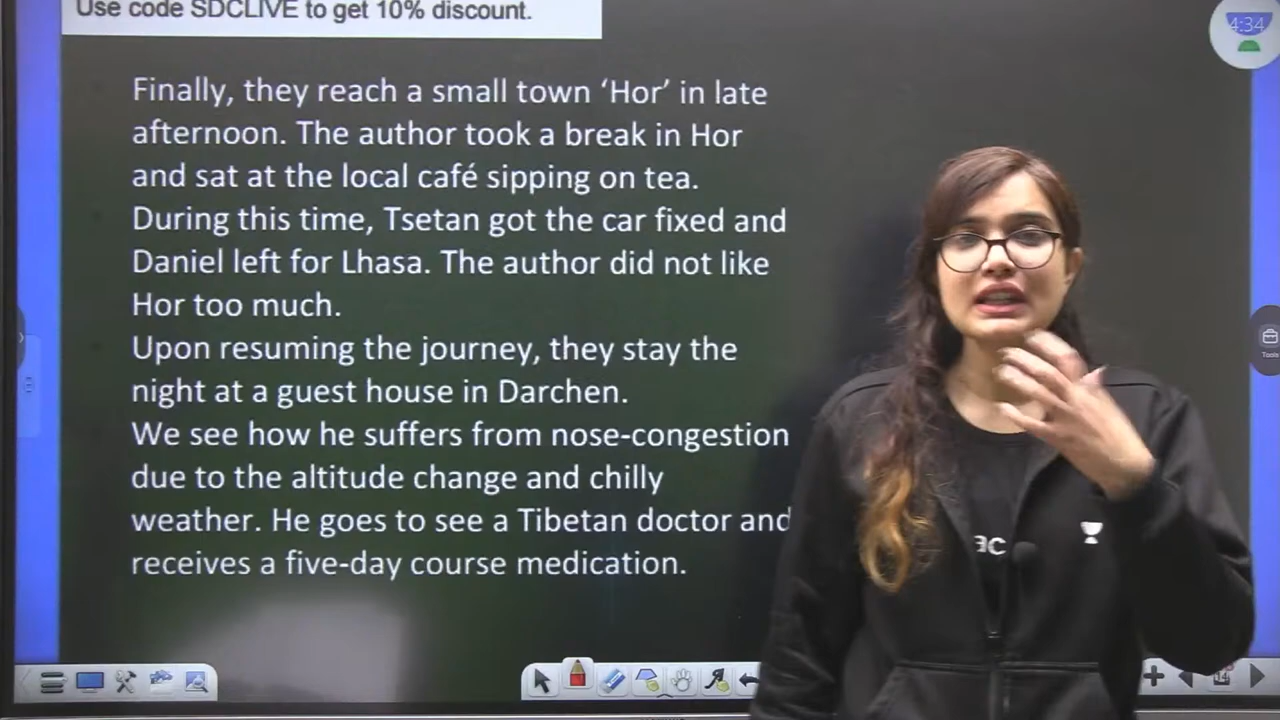 Use code SDCLIVE to get 10% discount.
4:34
Finally, they reach a small town ‘Hor’ in late
afternoon. The author took a break in Hor
and sat at the local café sipping on tea.
During this time, Tsetan got the car fixed and
Daniel left for Lhasa. The author did not like
Hor too much.
Upon resuming the journey, they stay the
night at a guest house in Darchen.
We see how he suffers from nose-congestion
due to the altitude change and chilly
weather. He goes to see a Tibetan doctor and
receives a five-day course medication.
Tools
ac